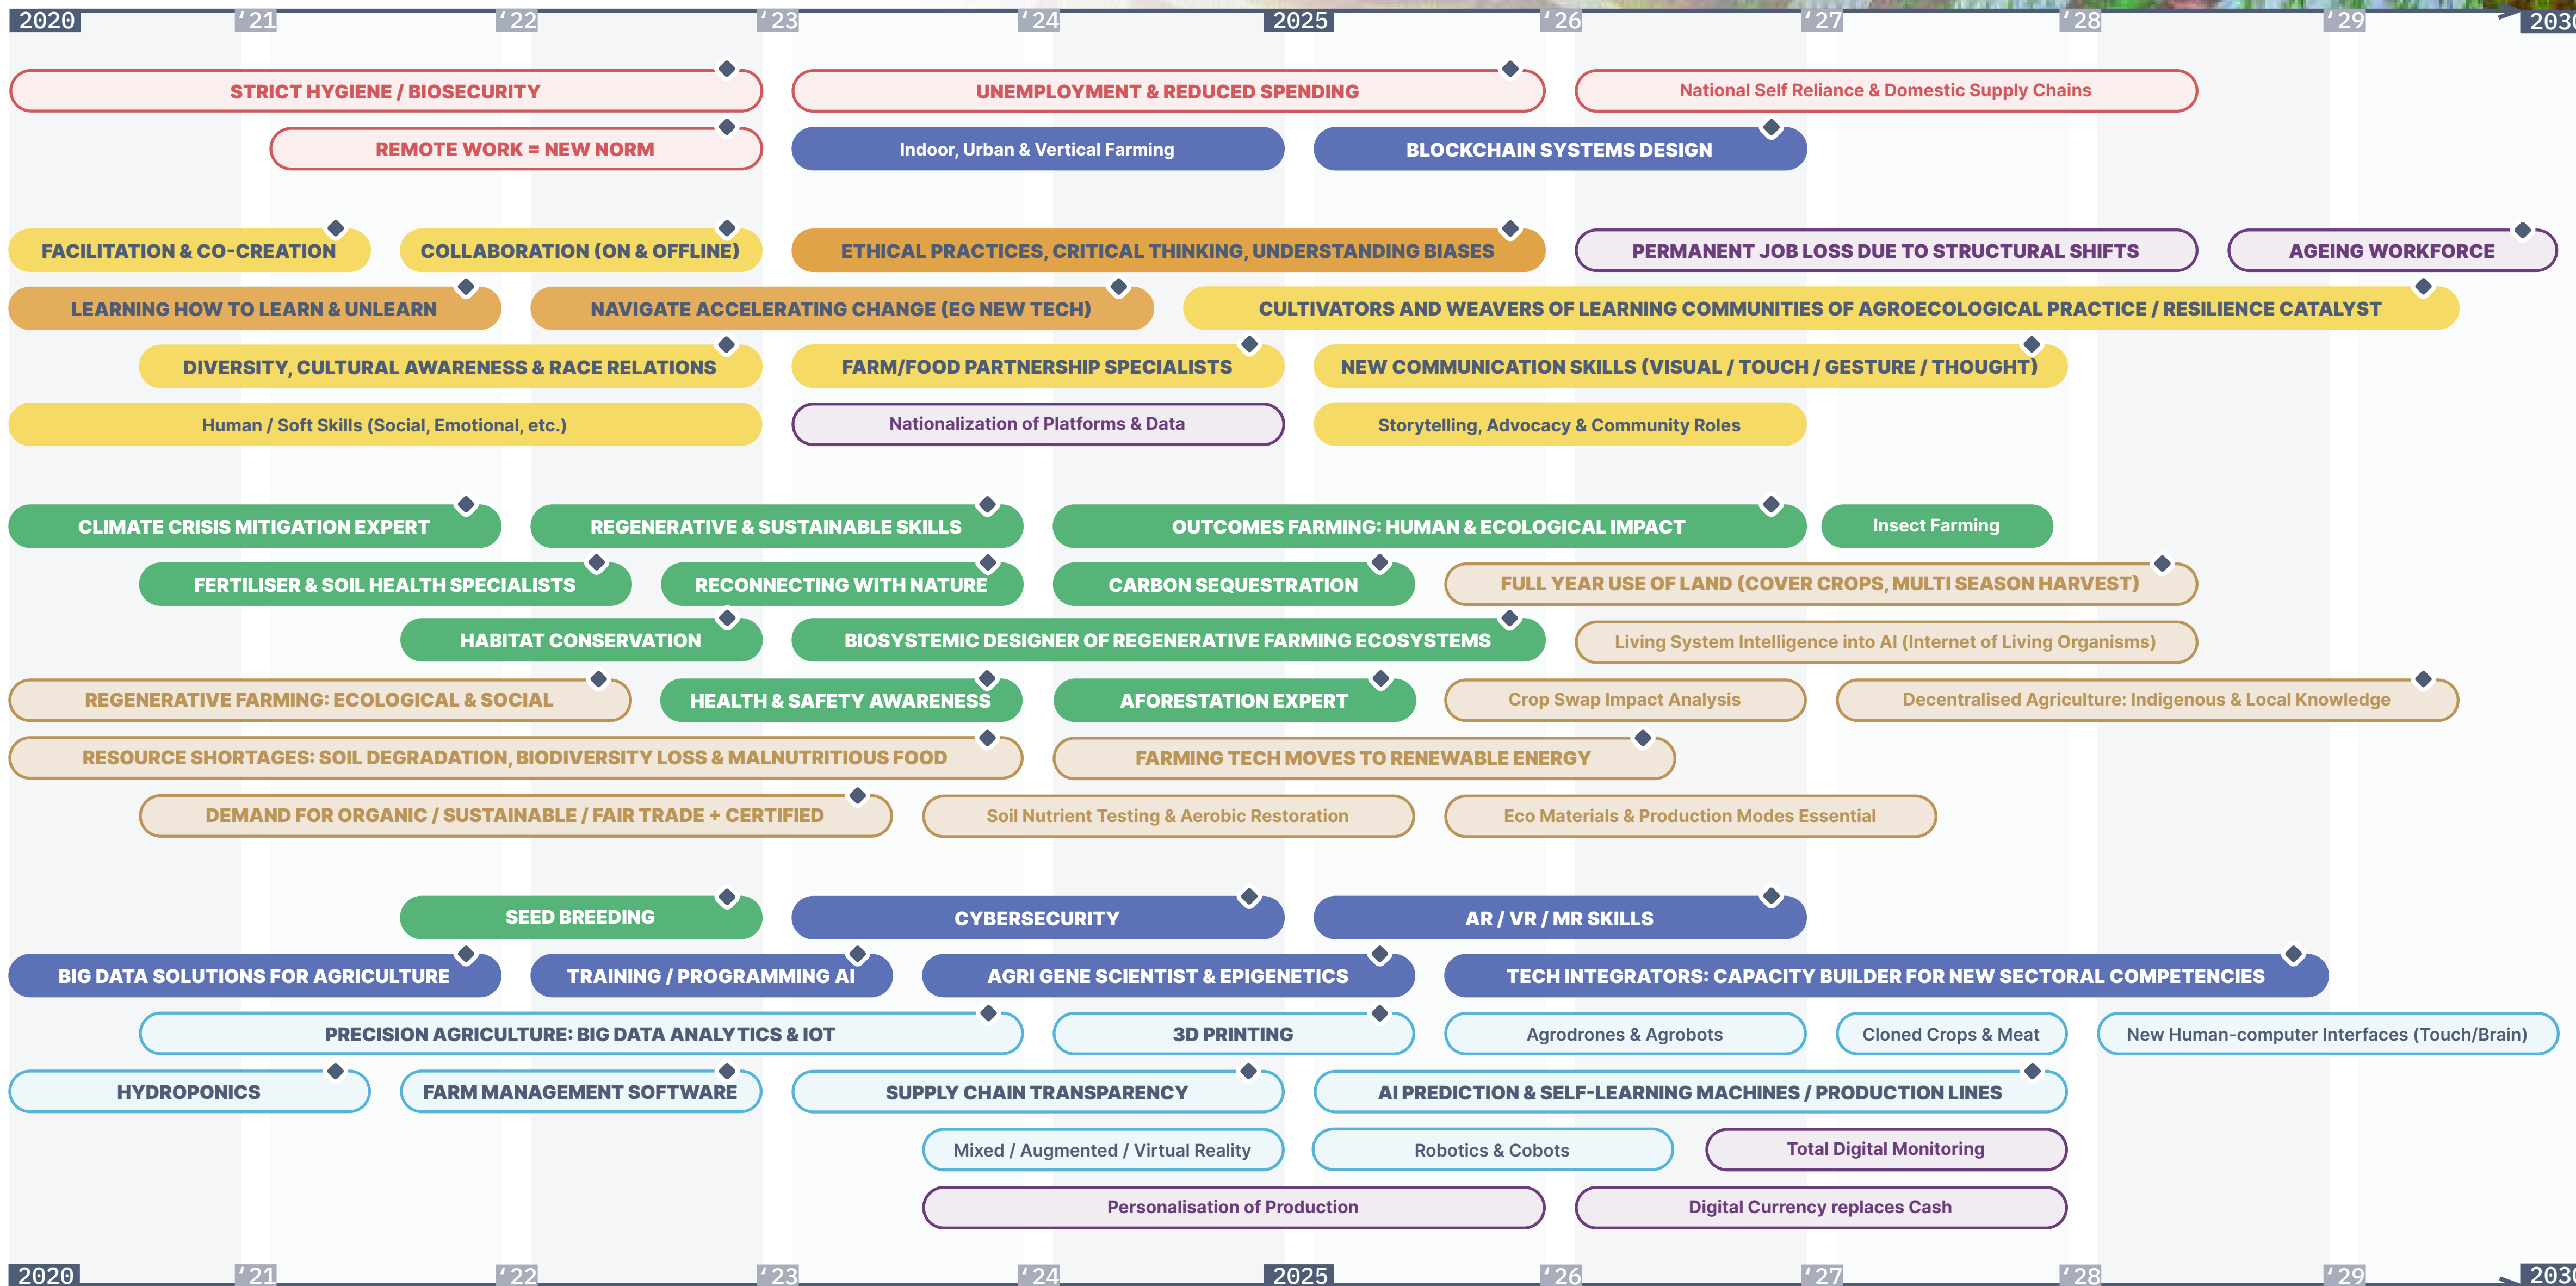 2020 ‘21 ‘22 ‘23 ‘24 2025 ‘26 ‘27 ‘28 ‘29 2030
STRICT HYGIENE / BIOSECURITY
UNEMPLOYMENT & REDUCED SPENDING
National Self Reliance & Domestic Supply Chains
REMOTE WORK = NEW NORM
Indoor, Urban & Vertical Farming
BLOCKCHAIN SYSTEMS DESIGN
FACILITATION & CO-CREATION
COLLABORATION (ON & OFFLINE)
ETHICAL PRACTICES, CRITICAL THINKING, UNDERSTANDING BIASES
PERMANENT JOB LOSS DUE TO STRUCTURAL SHIFTS
AGEING WORKFORCE
LEARNING HOW TO LEARN & UNLEARN
NAVIGATE ACCELERATING CHANGE (EG NEW TECH)
CULTIVATORS AND WEAVERS OF LEARNING COMMUNITIES OF AGROECOLOGICAL PRACTICE / RESILIENCE CATALYST
DIVERSITY, CULTURAL AWARENESS & RACE RELATIONS
FARM/FOOD PARTNERSHIP SPECIALISTS
NEW COMMUNICATION SKILLS (VISUAL / TOUCH / GESTURE / THOUGHT)
Human / Soft Skills (Social, Emotional, etc.)
Nationalization of Platforms & Data
Storytelling, Advocacy & Community Roles
CLIMATE CRISIS MITIGATION EXPERT
REGENERATIVE & SUSTAINABLE SKILLS
OUTCOMES FARMING: HUMAN & ECOLOGICAL IMPACT
Insect Farming
FERTILISER & SOIL HEALTH SPECIALISTS
RECONNECTING WITH NATURE
CARBON SEQUESTRATION
FULL YEAR USE OF LAND (COVER CROPS, MULTI SEASON HARVEST)
HABITAT CONSERVATION
BIOSYSTEMIC DESIGNER OF REGENERATIVE FARMING ECOSYSTEMS
Living System Intelligence into AI (Internet of Living Organisms)
REGENERATIVE FARMING: ECOLOGICAL & SOCIAL
HEALTH & SAFETY AWARENESS
AFORESTATION EXPERT
Crop Swap Impact Analysis
Decentralised Agriculture: Indigenous & Local Knowledge
RESOURCE SHORTAGES: SOIL DEGRADATION, BIODIVERSITY LOSS & MALNUTRITIOUS FOOD
FARMING TECH MOVES TO RENEWABLE ENERGY
DEMAND FOR ORGANIC / SUSTAINABLE / FAIR TRADE + CERTIFIED
Soil Nutrient Testing & Aerobic Restoration
Eco Materials & Production Modes Essential
SEED BREEDING
CYBERSECURITY
AR / VR / MR SKILLS
BIG DATA SOLUTIONS FOR AGRICULTURE
TRAINING / PROGRAMMING AI
AGRI GENE SCIENTIST & EPIGENETICS
TECH INTEGRATORS: CAPACITY BUILDER FOR NEW SECTORAL COMPETENCIES
PRECISION AGRICULTURE: BIG DATA ANALYTICS & IOT
3D PRINTING
Agrodrones & Agrobots
Cloned Crops & Meat
New Human-computer Interfaces (Touch/Brain)
HYDROPONICS
FARM MANAGEMENT SOFTWARE
SUPPLY CHAIN TRANSPARENCY
AI PREDICTION & SELF-LEARNING MACHINES / PRODUCTION LINES
Mixed / Augmented / Virtual Reality
Robotics & Cobots
Total Digital Monitoring
Personalisation of Production
Digital Currency replaces Cash
2020 ‘21 ‘22 ‘23 ‘24 2025 ‘26 ‘27 ‘28 ‘29 2030